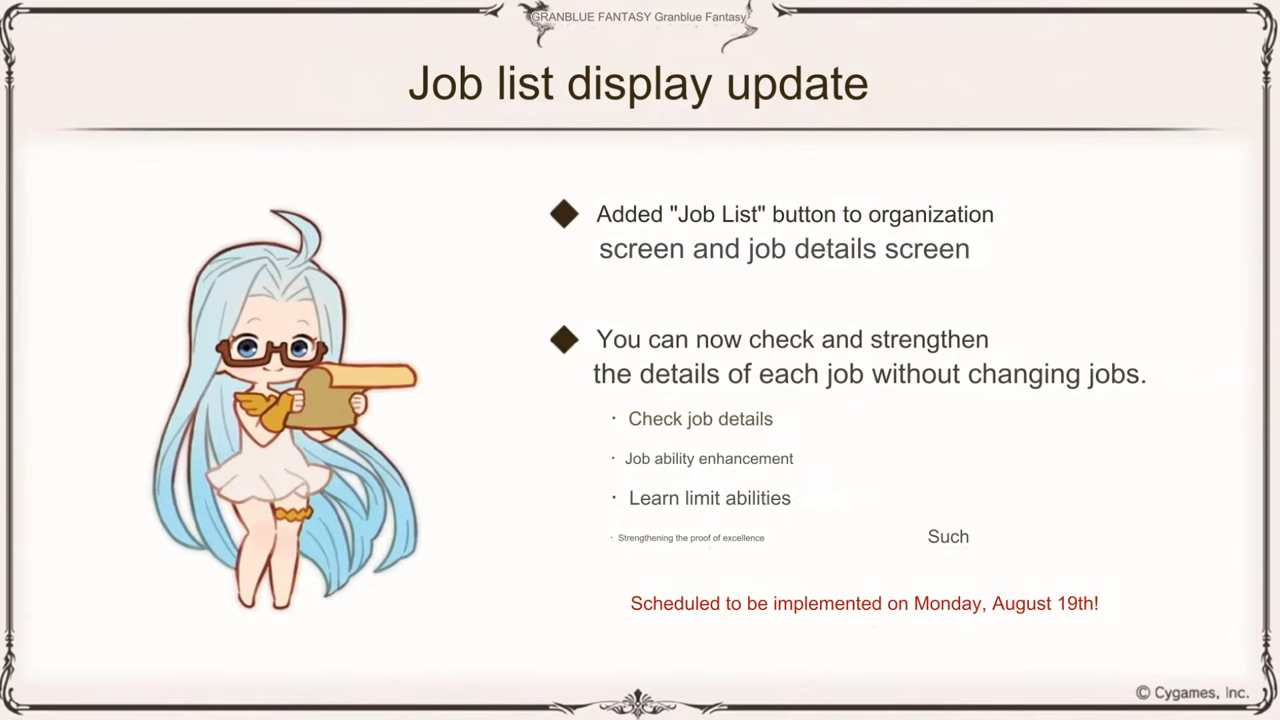 GRANBLUE FANTASY Granblue Fantasy
Job list display update
Added "Job List" button to organization
screen and job details screen
You can now check and strengthen
the details of each job without changing jobs.
・ Check job details
・ Job ability enhancement
・ Learn limit abilities
・ Strengthening the proof of excellence Such
Scheduled to be implemented on Monday, August 19th!
© Cygames, Inc.